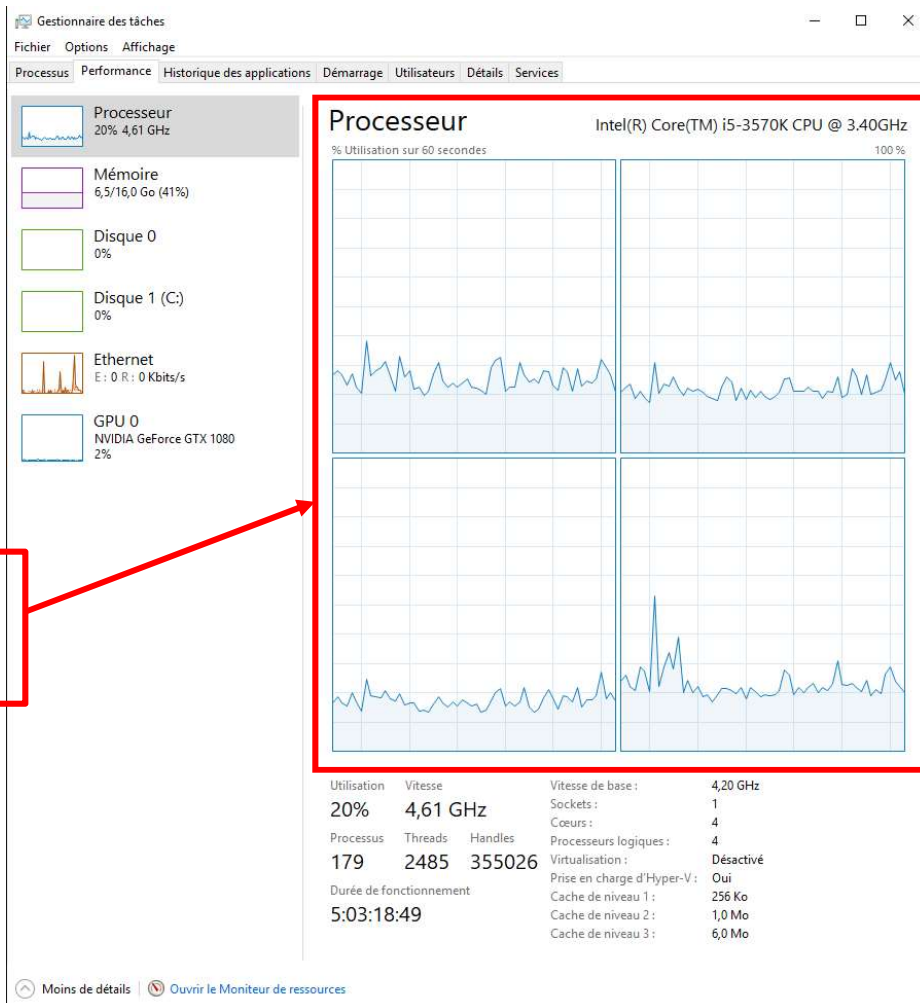 Gestionnaire des tâches
Fichier Options Affichage
Processus Performance Historique des applications Démarrage Utilisateurs Détails Services
Processeur
20% 4,61 GHz
Mémoire
6,5/16,0 Go (41%)
Disque 0
0%
Disque 1 (C:)
0%
Ethernet
E : 0 R : 0 Kbits/s
GPU 0
NVIDIA GeForce GTX 1080
2%
Processeur Intel(R) Core(TM) i5-3570K CPU @ 3.40GHz
% Utilisation sur 60 secondes 100 %
Utilisation Vitesse
20% 4,61 GHz
Processus Threads Handles
179 2485 355026
Durée de fonctionnement
5:03:18:49
Vitesse de base : 4,20 GHz
Sockets : 1
Cœurs : 4
Processeurs logiques : 4
Virtualisation : Désactivé
Prise en charge d'Hyper-V : Oui
Cache de niveau 1 : 256 Ko
Cache de niveau 2 : 1,0 Mo
Cache de niveau 3 : 6,0 Mo
Moins de détails Ouvrir le Moniteur de ressources